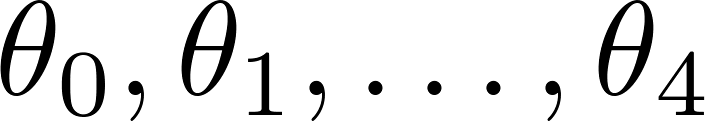 θ₀, θ₁, . . . , θ₄